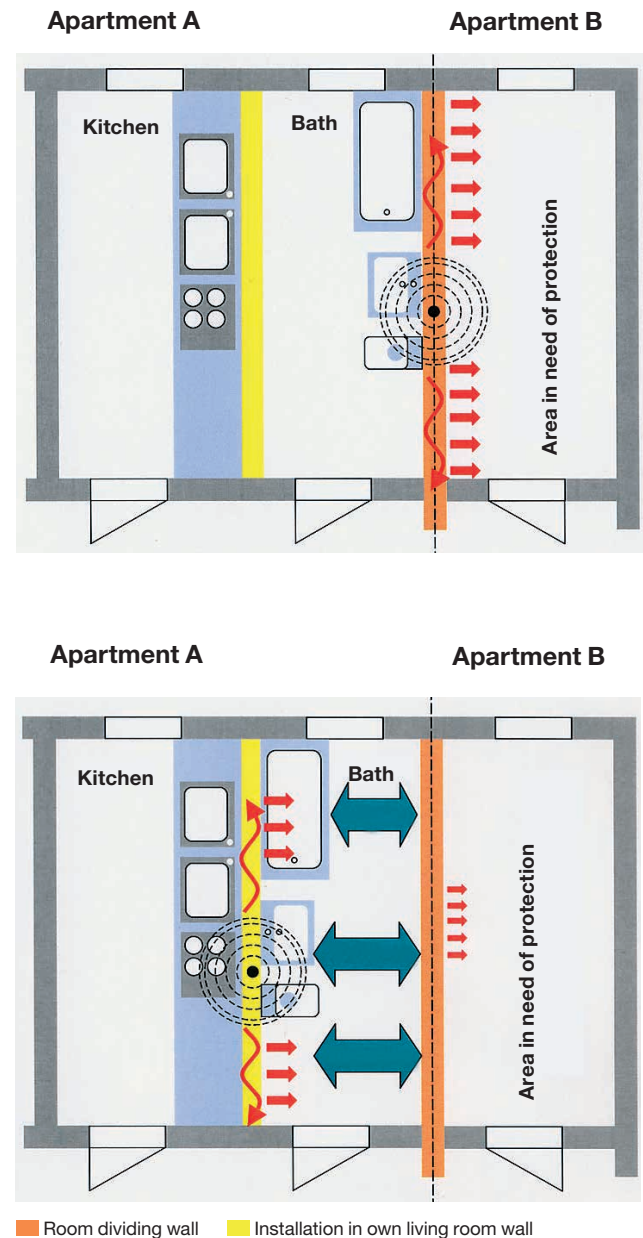 Apartment A
Apartment B
Kitchen
Bath
Area in need of protection
Apartment A
Apartment B
Kitchen
Bath
Area in need of protection
Room dividing wall
Installation in own living room wall